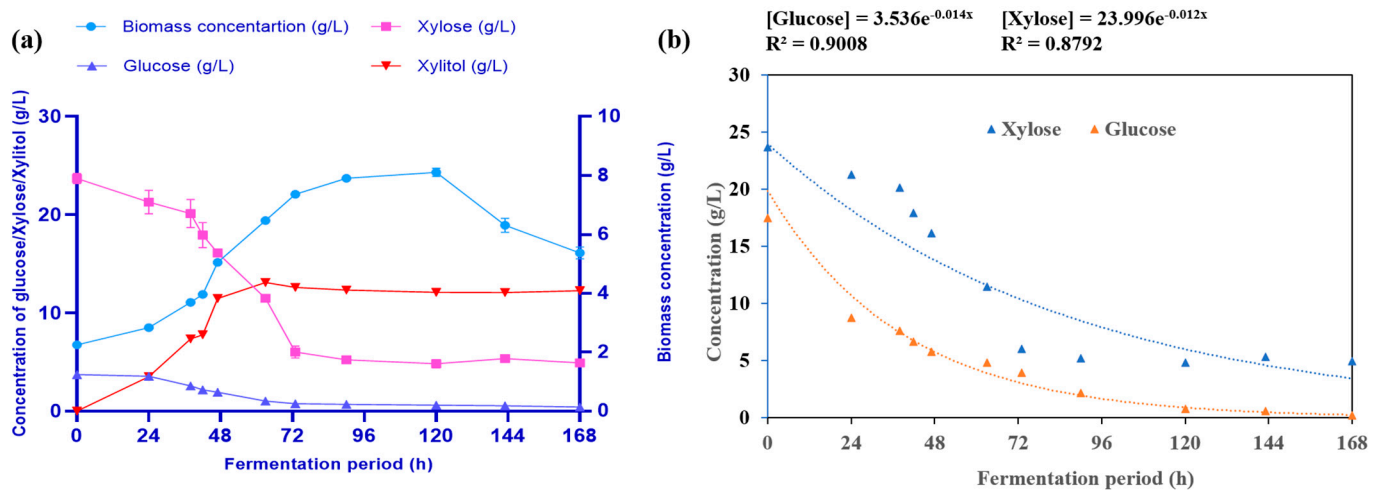 (a)
Biomass concentartion (g/L)
Xylose (g/L)
Glucose (g/L)
Xylitol (g/L)
Concentration of glucose/Xylose/Xylitol (g/L)
30
20
10
0
10
8
6
4
2
0
Biomass concentration (g/L)
0 24 48 72 96 120 144 168
Fermentation period (h)
(b)
[Glucose] = 3.536e^-0.014x
R² = 0.9008
[Xylose] = 23.996e^-0.012x
R² = 0.8792
Xylose
Glucose
Concentration (g/L)
30
25
20
15
10
5
0
0 24 48 72 96 120 144 168
Fermentation period (h)